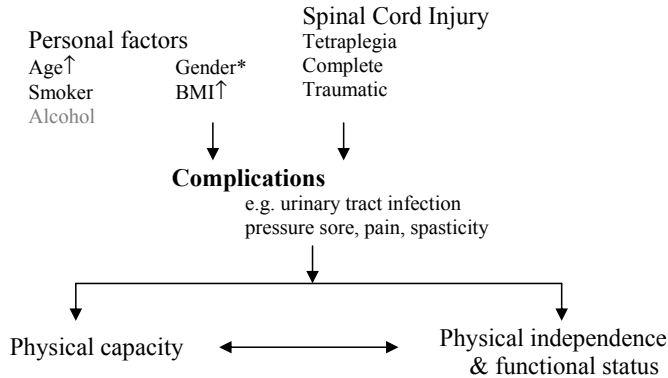 Spinal Cord Injury
Tetraplegia
Complete
Traumatic
Personal factors
Age↑ Gender*
Smoker BMI↑
Alcohol
Complications
e.g. urinary tract infection
pressure sore, pain, spasticity
Physical capacity
Physical independence
& functional status